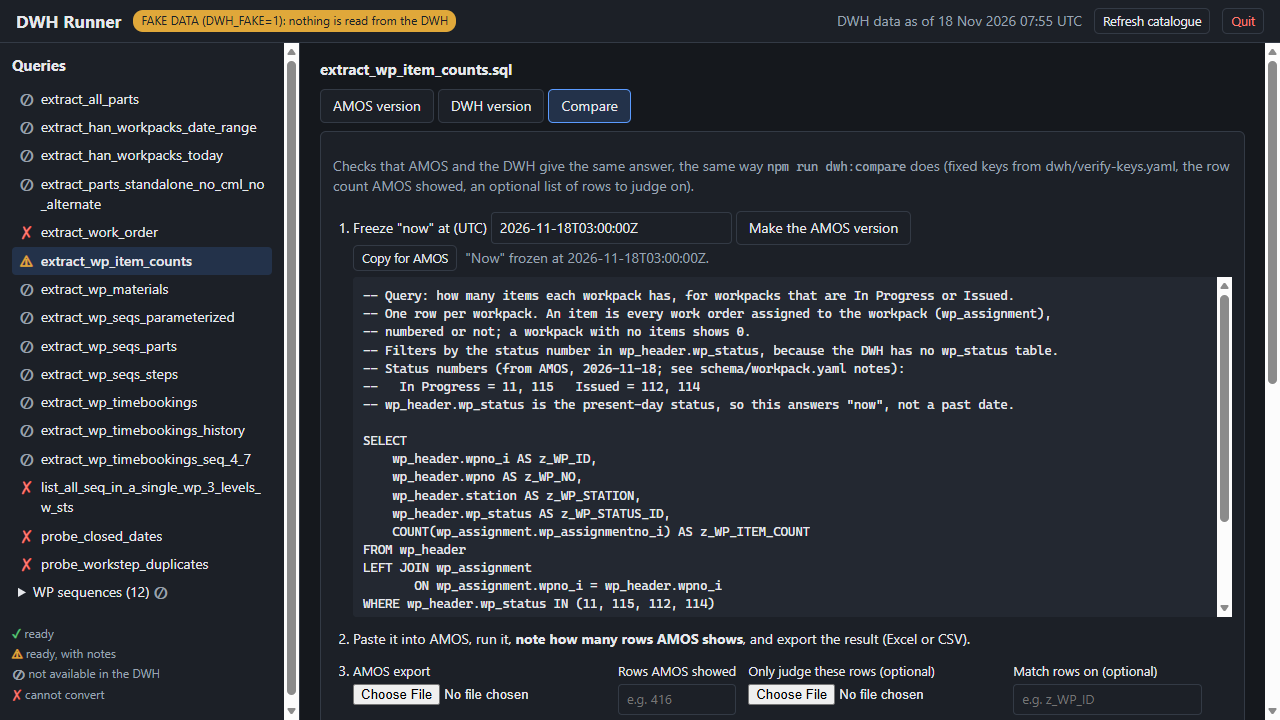 DWH Runner
FAKE DATA (DWH_FAKE=1): nothing is read from the DWH
DWH data as of 18 Nov 2026 07:55 UTC
Refresh catalogue
Quit
Queries
extract_all_parts
extract_han_workpacks_date_range
extract_han_workpacks_today
extract_parts_standalone_no_cml_no
_alternate
extract_work_order
extract_wp_item_counts
extract_wp_materials
extract_wp_seqs_parameterized
extract_wp_seqs_parts
extract_wp_seqs_steps
extract_wp_timebookings
extract_wp_timebookings_history
extract_wp_timebookings_seq_4_7
list_all_seq_in_a_single_wp_3_levels_
w_sts
probe_closed_dates
probe_workstep_duplicates
WP sequences (12)
ready
ready, with notes
not available in the DWH
cannot convert
extract_wp_item_counts.sql
AMOS version
DWH version
Compare
Checks that AMOS and the DWH give the same answer, the same way npm run dwh:compare does (fixed keys from dwh/verify-keys.yaml, the row
count AMOS showed, an optional list of rows to judge on).
1. Freeze "now" at (UTC) 2026-11-18T03:00:00Z Make the AMOS version
Copy for AMOS "Now" frozen at 2026-11-18T03:00:00Z.
-- Query: how many items each workpack has, for workpacks that are In Progress or Issued.
-- One row per workpack. An item is every work order assigned to the workpack (wp_assignment),
-- numbered or not; a workpack with no items shows 0.
-- Filters by the status number in wp_header.wp_status, because the DWH has no wp_status table.
-- Status numbers (from AMOS, 2026-11-18; see schema/workpack.yaml notes):
--   In Progress = 11, 115   Issued = 112, 114
-- wp_header.wp_status is the present-day status, so this answers "now", not a past date.
SELECT
    wp_header.wpno_i AS z_WP_ID,
    wp_header.wpno AS z_WP_NO,
    wp_header.station AS z_WP_STATION,
    wp_header.wp_status AS z_WP_STATUS_ID,
    COUNT(wp_assignment.wp_assignmentno_i) AS z_WP_ITEM_COUNT
FROM wp_header
LEFT JOIN wp_assignment
       ON wp_assignment.wpno_i = wp_header.wpno_i
WHERE wp_header.wp_status IN (11, 115, 112, 114)
2. Paste it into AMOS, run it, note how many rows AMOS shows, and export the result (Excel or CSV).
3. AMOS export
Choose File No file chosen
Rows AMOS showed
e.g. 416
Only judge these rows (optional)
Choose File No file chosen
Match rows on (optional)
e.g. z_WP_ID